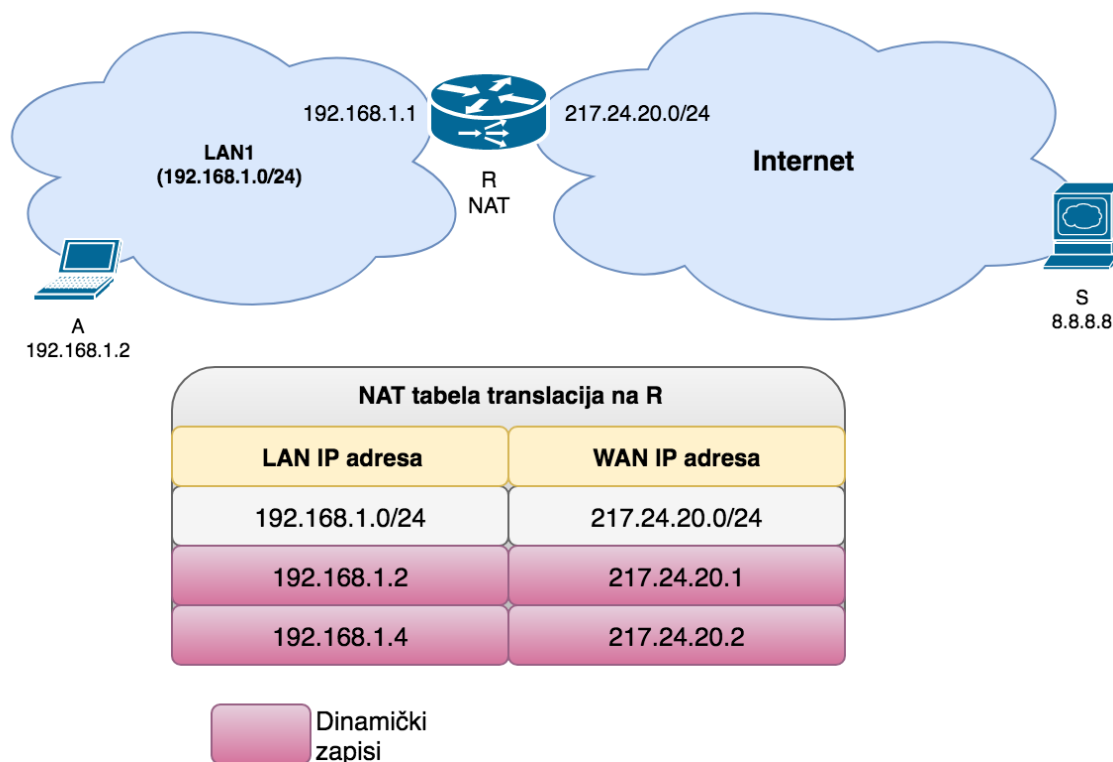 192.168.1.1
217.24.20.0/24
LAN1
(192.168.1.0/24)
Internet
R
NAT
A
192.168.1.2
S
8.8.8.8
NAT tabela translacija na R
LAN IP adresa WAN IP adresa
192.168.1.0/24 217.24.20.0/24
192.168.1.2 217.24.20.1
192.168.1.4 217.24.20.2
Dinamički
zapisi